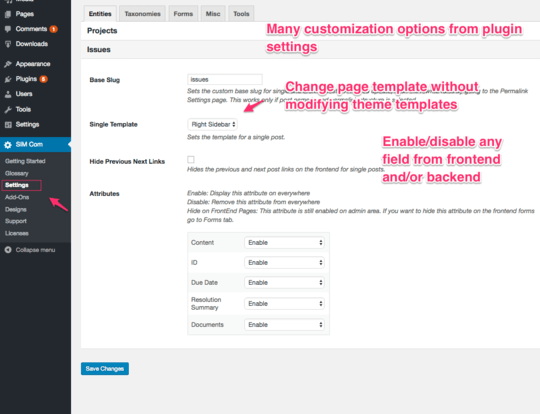 Pages
Comments 1
Downloads
Appearance
Plugins 5
Users
Tools
Settings
SIM Com
Getting Started
Glossary
Settings
Add-Ons
Designs
Support
Licenses
Collapse menu
Entities Taxonomies Forms Misc Tools
Projects
Issues
Many customization options from plugin
settings
Base Slug
issues
Sets the custom base slug for single
going to the Permalink
Settings page. This works only if
Change page template without
modifying theme templates
Single Template
Right Sidebar
Sets the template for a single post.
Enable/disable any
field from frontend
and/or backend
Hide Previous Next Links
Hides the previous and next post links on the frontend for single posts.
Attributes
Enable: Display this attribute on everywhere
Disable: Remove this attribute from everywhere
Hide on FrontEnd Pages: This attribute is still enabled on admin area. If you want to hide this attribute on the frontend forms
go to Forms tab.
Content Enable
ID Enable
Due Date Enable
Resolution
Summary Enable
Documents Enable
Save Changes